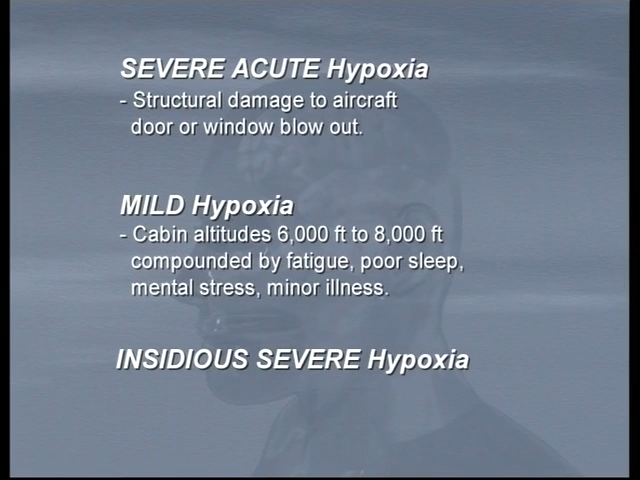 SEVERE ACUTE Hypoxia
- Structural damage to aircraft
door or window blow out.
MILD Hypoxia
- Cabin altitudes 6,000 ft to 8,000 ft
compounded by fatigue, poor sleep,
mental stress, minor illness.
INSIDIOUS SEVERE Hypoxia